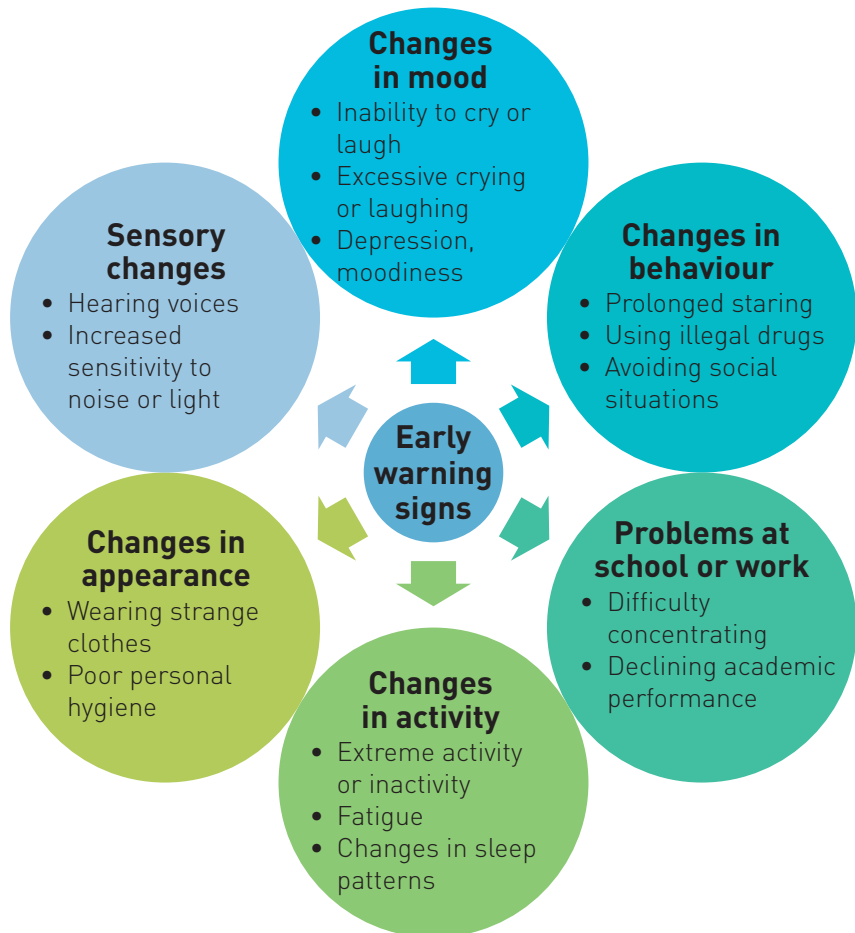 Changes
in mood
• Inability to cry or
laugh
• Excessive crying
or laughing
• Depression,
moodiness
Sensory
changes
• Hearing voices
• Increased
sensitivity to
noise or light
Changes in
behaviour
• Prolonged staring
• Using illegal drugs
• Avoiding social
situations
Early
warning
signs
Changes in
appearance
• Wearing strange
clothes
• Poor personal
hygiene
Problems at
school or work
• Difficulty
concentrating
• Declining academic
performance
Changes
in activity
• Extreme activity
or inactivity
• Fatigue
• Changes in sleep
patterns